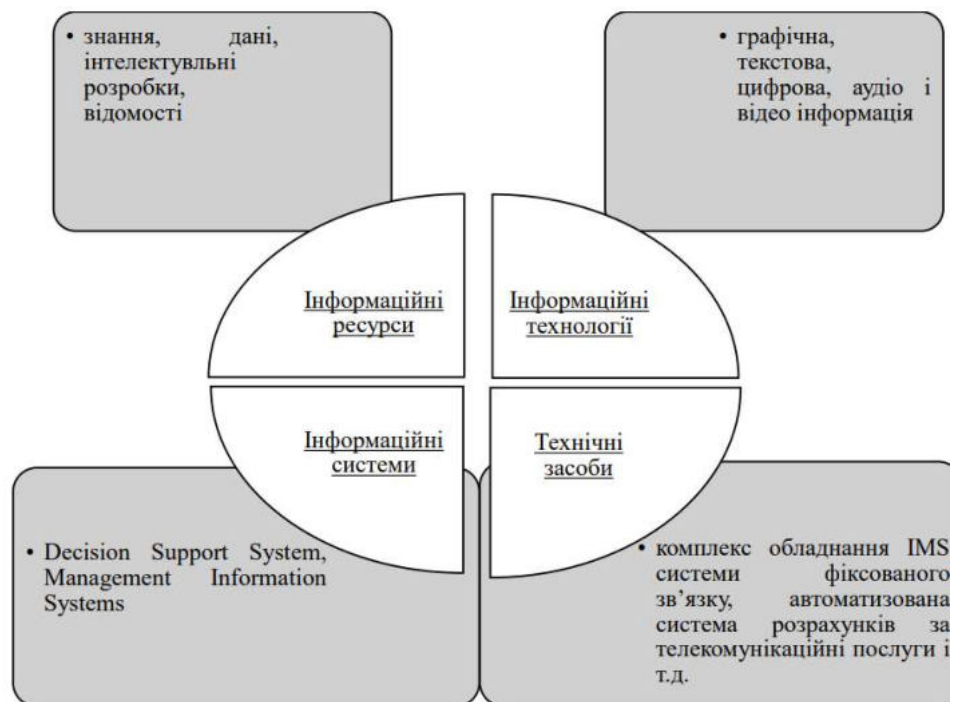 • знання, дані,
інтелектувльні
розробки,
відомості
• графічна,
текстова,
цифрова, аудіо і
відео інформація
Інформаційні
ресурси
Інформаційні
технології
Інформаційні
системи
Технічні
засоби
• Decision Support System,
Management Information
Systems
• комплекс обладнання IMS
системи фіксованого
зв’язку, автоматизована
система розрахунків за
телекомунікаційні послуги і
т.д.